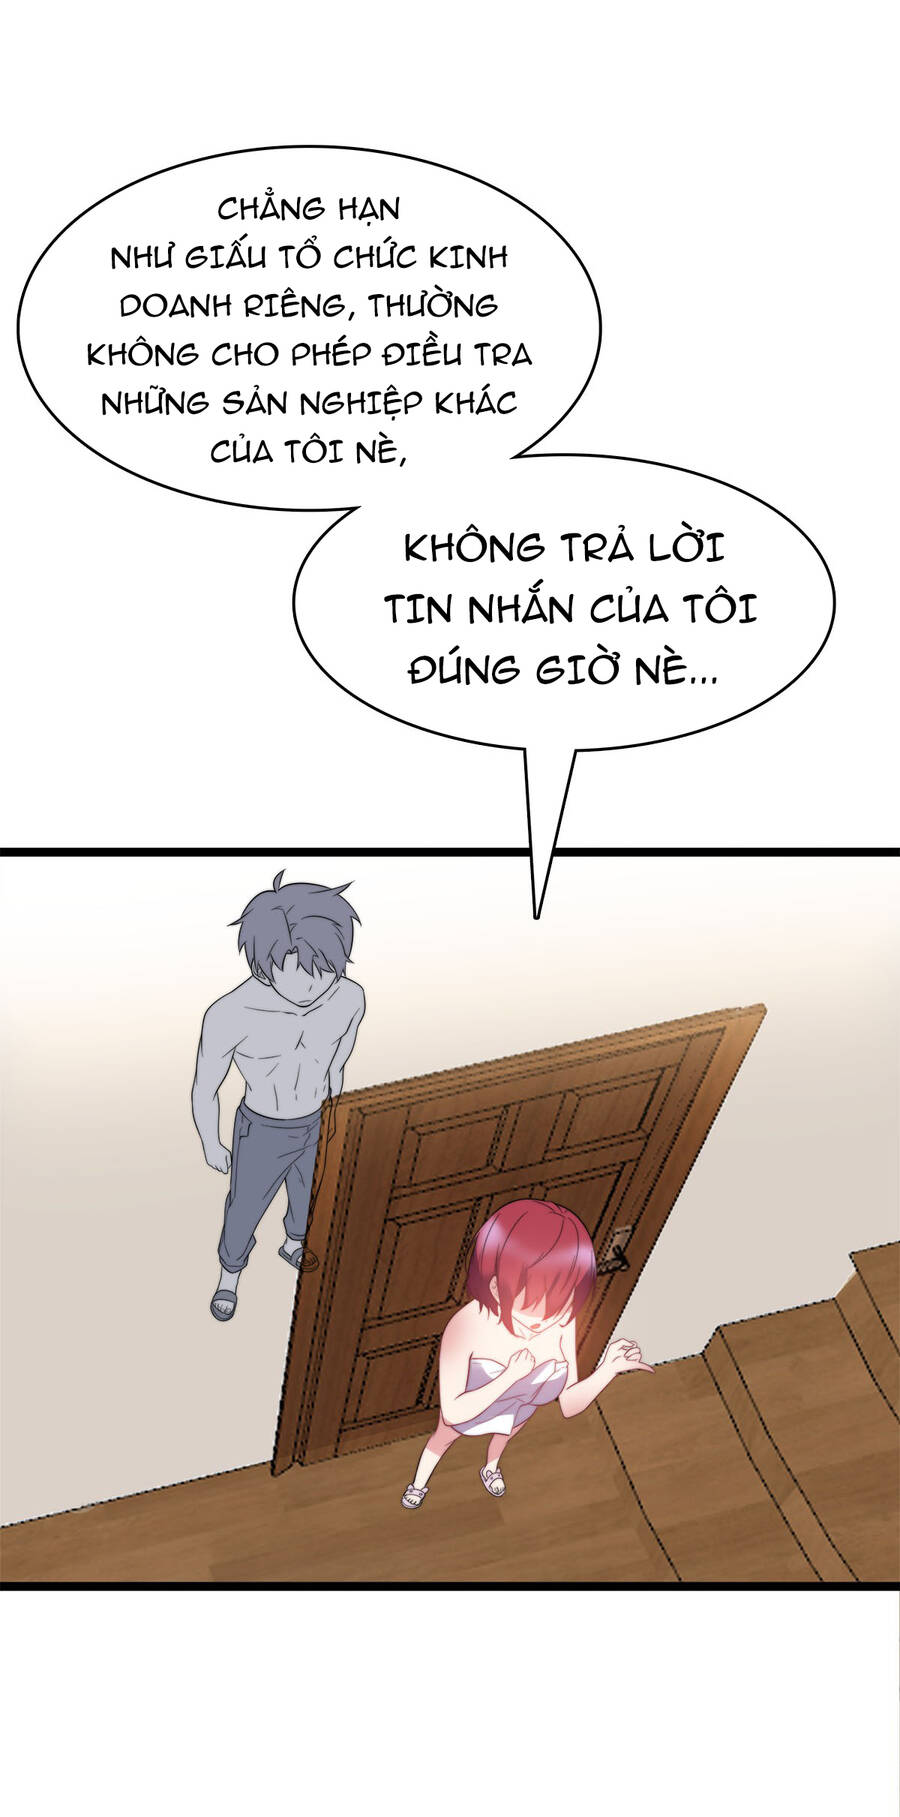 CHẲNG HẠN
NHƯ GIẤU TỔ CHỨC KINH
DOANH RIÊNG, THƯỜNG
KHÔNG CHO PHÉP ĐIỀU TRA
NHỮNG SẢN NGHIỆP KHÁC
CỦA TÔI NÈ,
KHÔNG TRẢ LỜI
TIN NHẮN CỦA TÔI
ĐÚNG GIỜ NÈ...